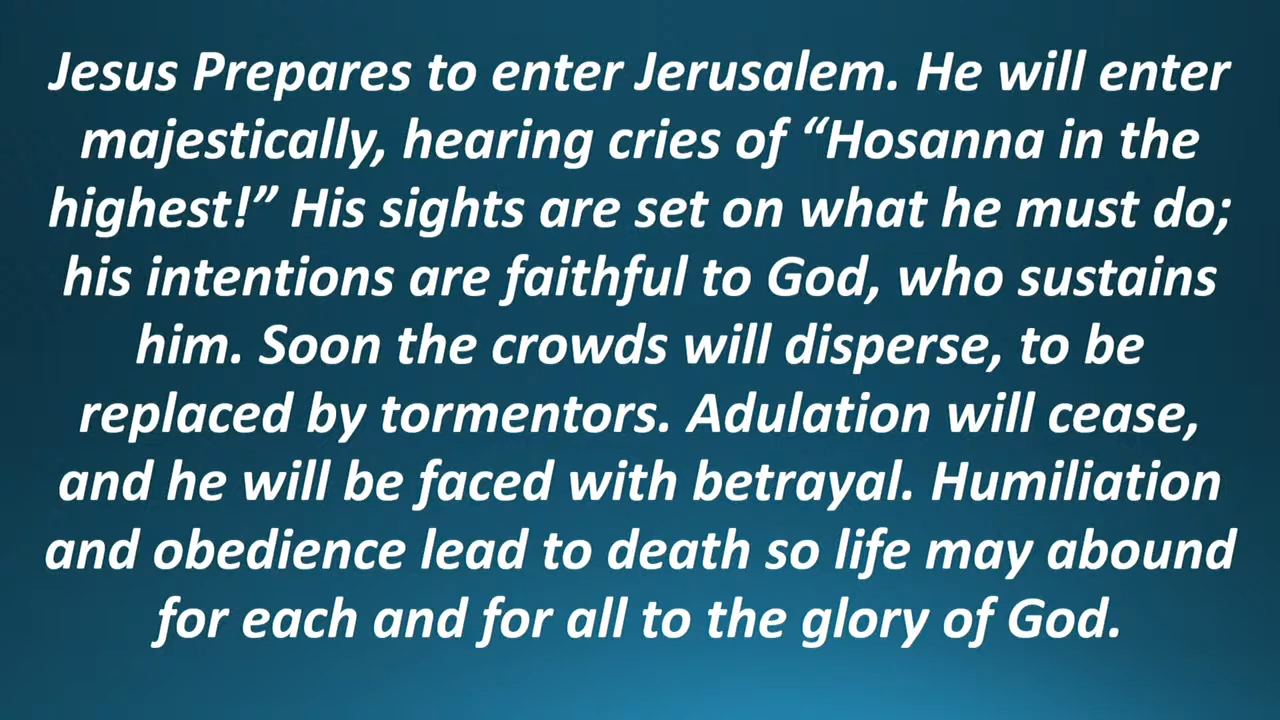 Jesus Prepares to enter Jerusalem. He will enter
majestically, hearing cries of “Hosanna in the
highest!” His sights are set on what he must do;
his intentions are faithful to God, who sustains
him. Soon the crowds will disperse, to be
replaced by tormentors. Adulation will cease,
and he will be faced with betrayal. Humiliation
and obedience lead to death so life may abound
for each and for all to the glory of God.